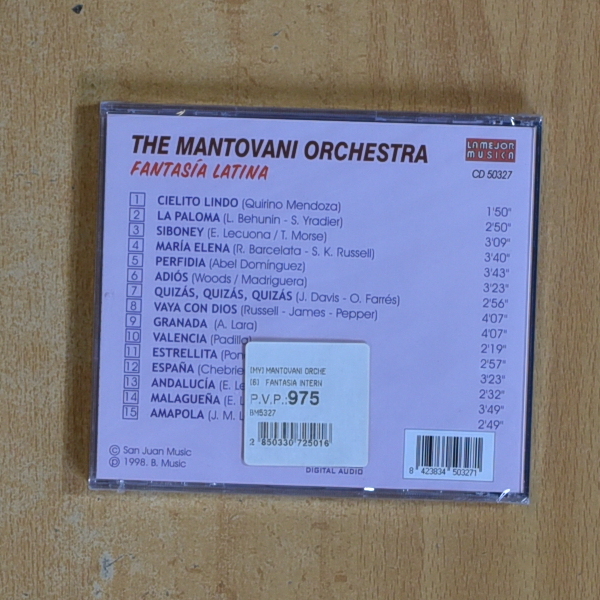 THE MANTOVANI ORCHESTRA
FANTASÍA LATINA
LA MEJOR
MUSICA
CD 50327
1 CIELITO LINDO (Quirino Mendoza) 1'50"
2 LA PALOMA (L. Behunin - S. Yradier) 2'50"
3 SIBONEY (E. Lecuona / T. Morse) 3'09"
4 MARÍA ELENA (R. Barcelata - S. K. Russell) 3'40"
5 PERFIDIA (Abel Domínguez) 3'43"
6 ADIÓS (Woods / Madriguera) 3'23"
7 QUIZÁS, QUIZÁS, QUIZÁS (J. Davis - O. Farrés) 2'56"
8 VAYA CON DIOS (Russell - James - Pepper) 4'07"
9 GRANADA (A. Lara) 4'07"
10 VALENCIA (Padilla) 2'19"
11 ESTRELLITA (Pon 2'57"
12 ESPAÑA (Chebrie 3'23"
13 ANDALUCÍA (E. Le 2'32"
14 MALAGUEÑA (E. L 3'49"
15 AMAPOLA (J. M. L 2'49"
(MY) MANTOVANI ORCHE
(6) FANTASIA INTERN
P.V.P.:975
BM5327
2 850330 725016
© San Juan Music
℗ 1998. B. Music
DIGITAL AUDIO
8 423834 503271